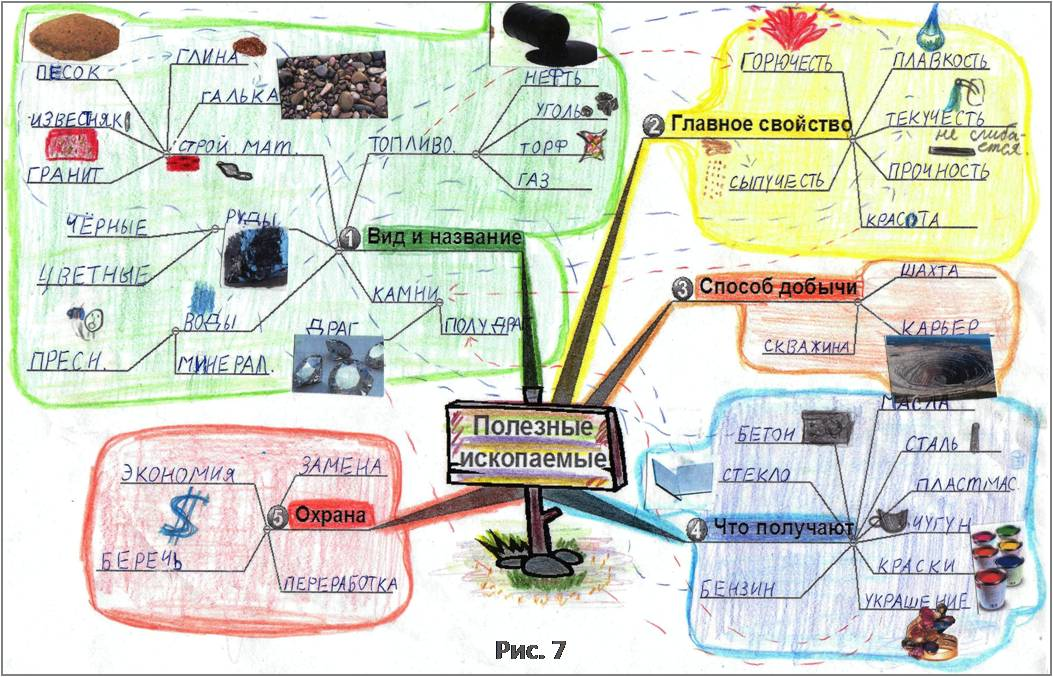 Полезные
ископаемые
1 Вид и название
СТРОЙ. МАТ.
ПЕСОК
ГЛИНА
ГАЛЬКА
ИЗВЕСТНЯК
ГРАНИТ
ТОПЛИВО.
НЕФТЬ
УГОЛЬ
ТОРФ
ГАЗ
РУДЫ
ЧЁРНЫЕ
ЦВЕТНЫЕ
ВОДЫ
ПРЕСН.
МИНЕРАЛ.
КАМНИ
ДРАГ
ПОЛУДРАГ
2 Главное свойство
ГОРЮЧЕСТЬ
ПЛАВКОСТЬ
ТЕКУЧЕСТЬ
не сгиба-
ется.
ПРОЧНОСТЬ
СЫПУЧЕСТЬ
КРАСОТА
3 Способ добычи
ШАХТА
КАРЬЕР
СКВАЖИНА
4 Что получают
МАСЛА
БЕТОН
СТАЛЬ
СТЕКЛО
ПЛАСТМАС
ЧУГУН
КРАСКИ
БЕНЗИН
УКРАШЕНИЕ
5 Охрана
ЭКОНОМИЯ
ЗАМЕНА
$
БЕРЕЧЬ
ПЕРЕРАБОТКА
Рис. 7